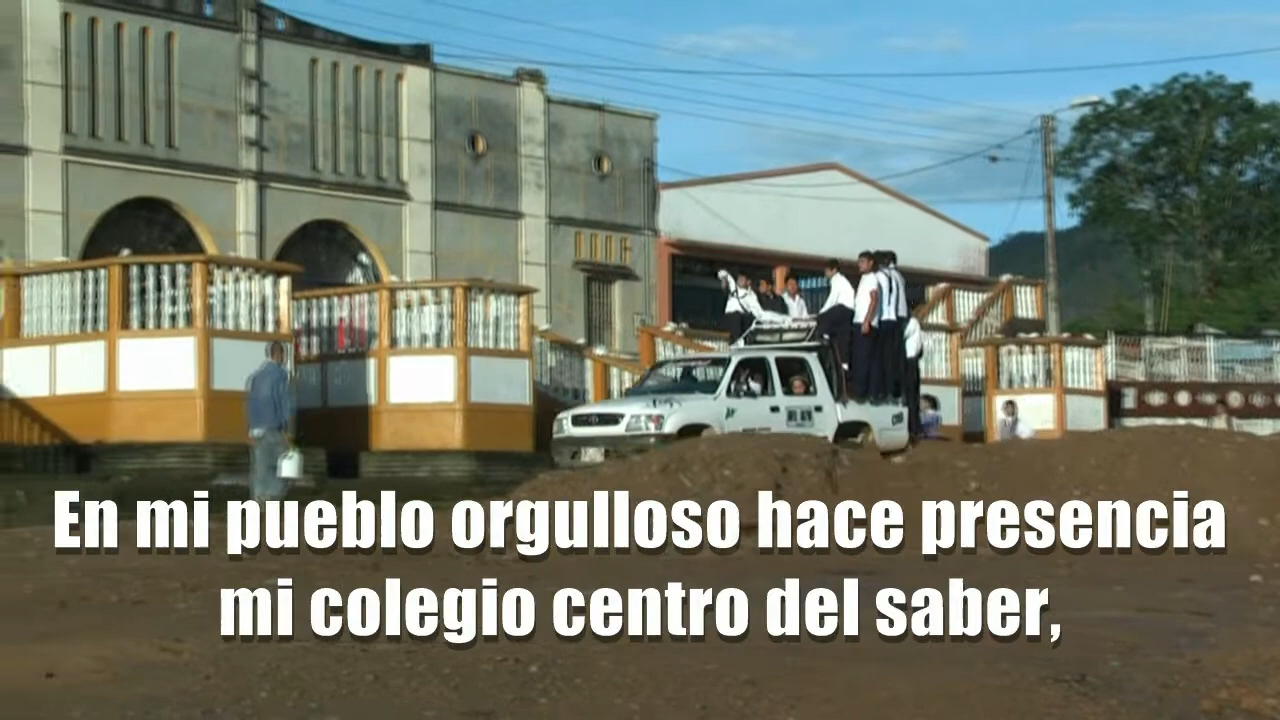 En mi pueblo orgulloso hace presencia
mi colegio centro del saber,